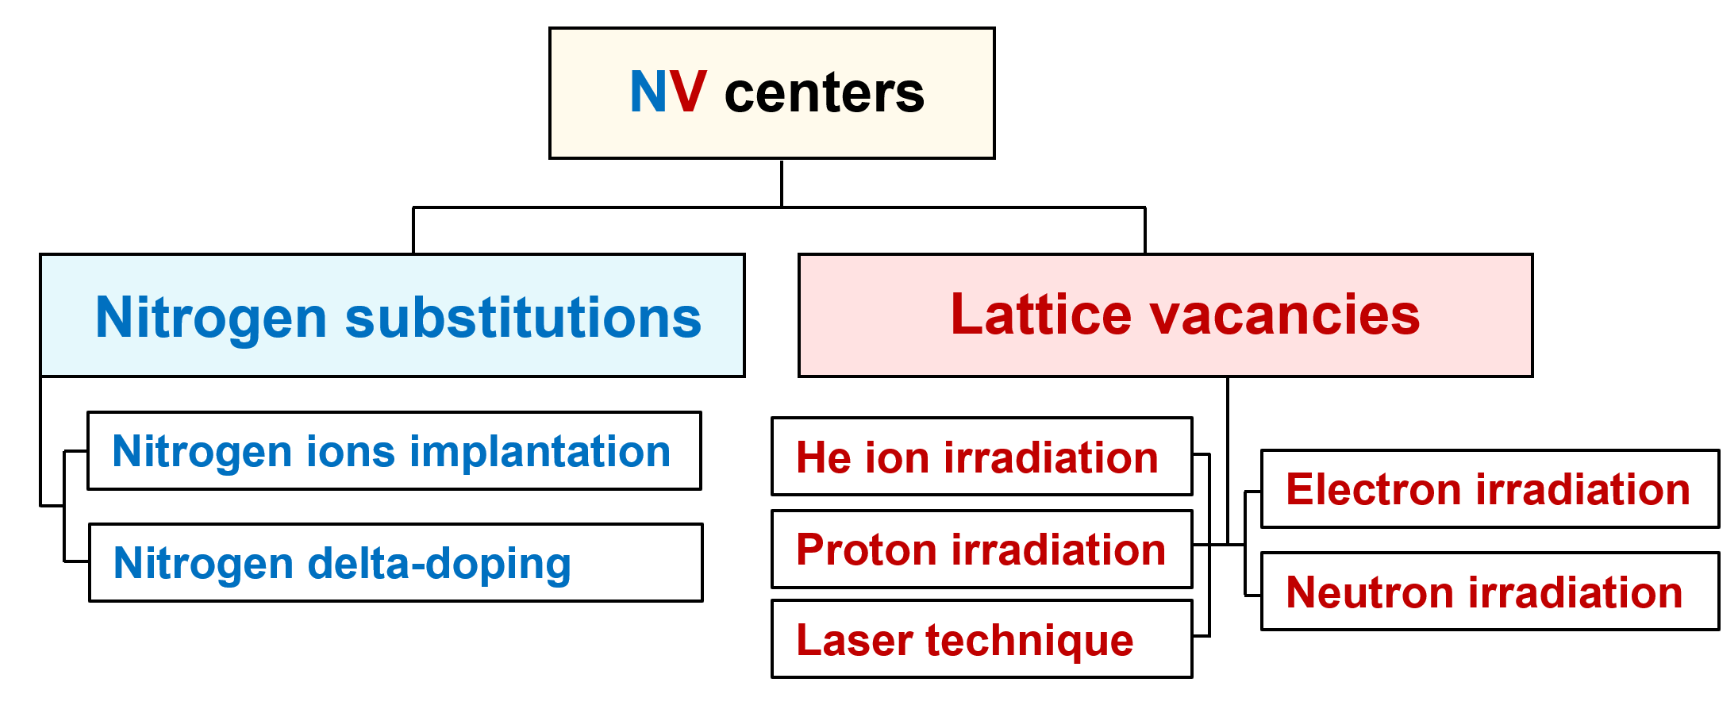 NV centers
Nitrogen substitutions
Lattice vacancies
Nitrogen ions implantation
Nitrogen delta-doping
He ion irradiation
Proton irradiation
Laser technique
Electron irradiation
Neutron irradiation